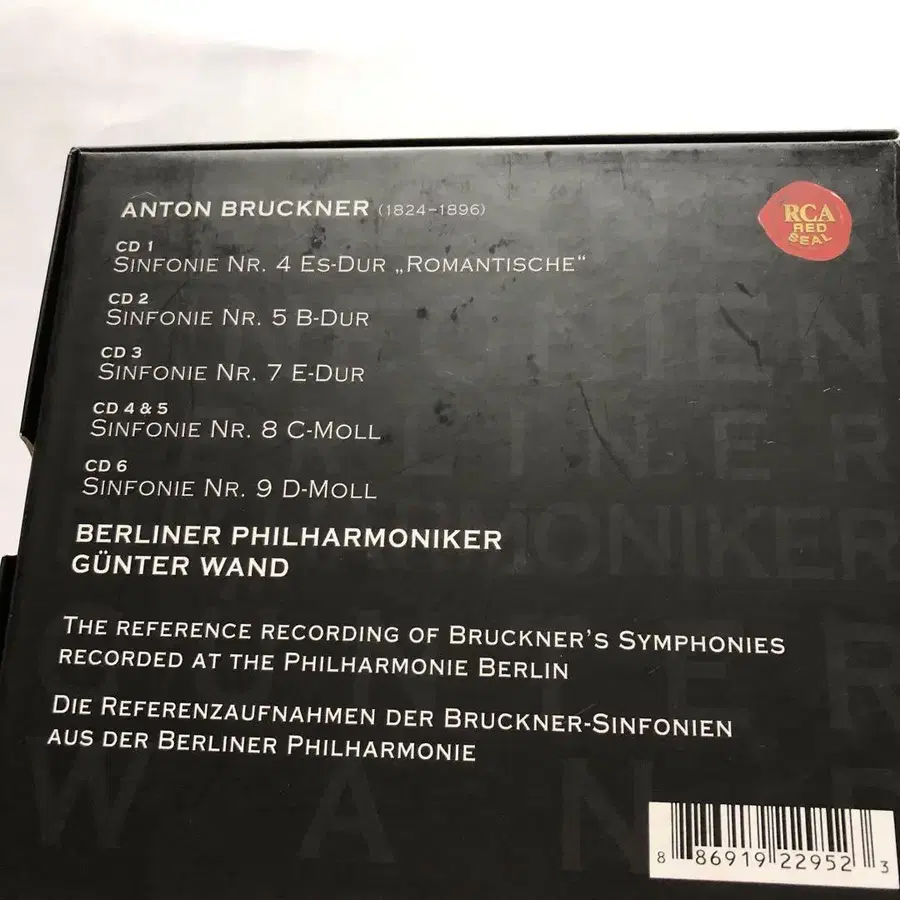 ANTON BRUCKNER (1824–1896)
RCA
RED
SEAL
CD 1
SINFONIE NR. 4 ES-DUR „ROMANTISCHE“
CD 2
SINFONIE NR. 5 B-DUR
CD 3
SINFONIE NR. 7 E-DUR
CD 4 & 5
SINFONIE NR. 8 C-MOLL
CD 6
SINFONIE NR. 9 D-MOLL
BERLINER PHILHARMONIKER
GÜNTER WAND
THE REFERENCE RECORDING OF BRUCKNER'S SYMPHONIES
RECORDED AT THE PHILHARMONIE BERLIN
DIE REFERENZAUFNAHMEN DER BRUCKNER-SINFONIEN
AUS DER BERLINER PHILHARMONIE
8 86919 22952 3